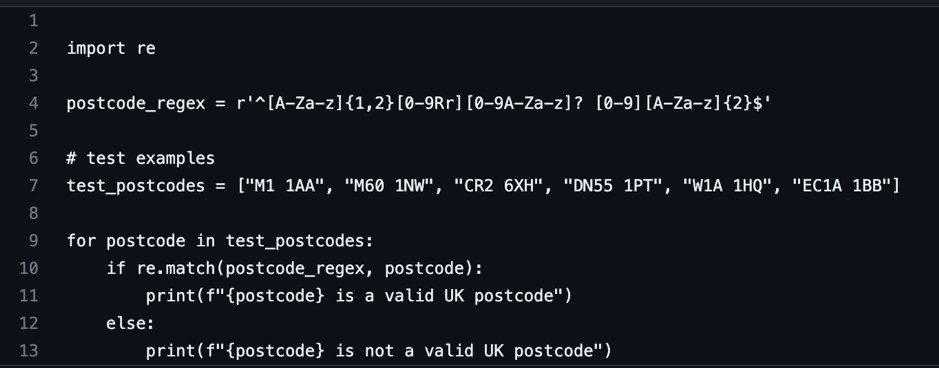 1
2 import re
3
4 postcode_regex = r'^[A-Za-z]{1,2}[0-9Rr][0-9A-Za-z]? [0-9][A-Za-z]{2}$'
5
6 # test examples
7 test_postcodes = ["M1 1AA", "M60 1NW", "CR2 6XH", "DN55 1PT", "W1A 1HQ", "EC1A 1BB"]
8
9 for postcode in test_postcodes:
10     if re.match(postcode_regex, postcode):
11         print(f"{postcode} is a valid UK postcode")
12     else:
13         print(f"{postcode} is not a valid UK postcode")